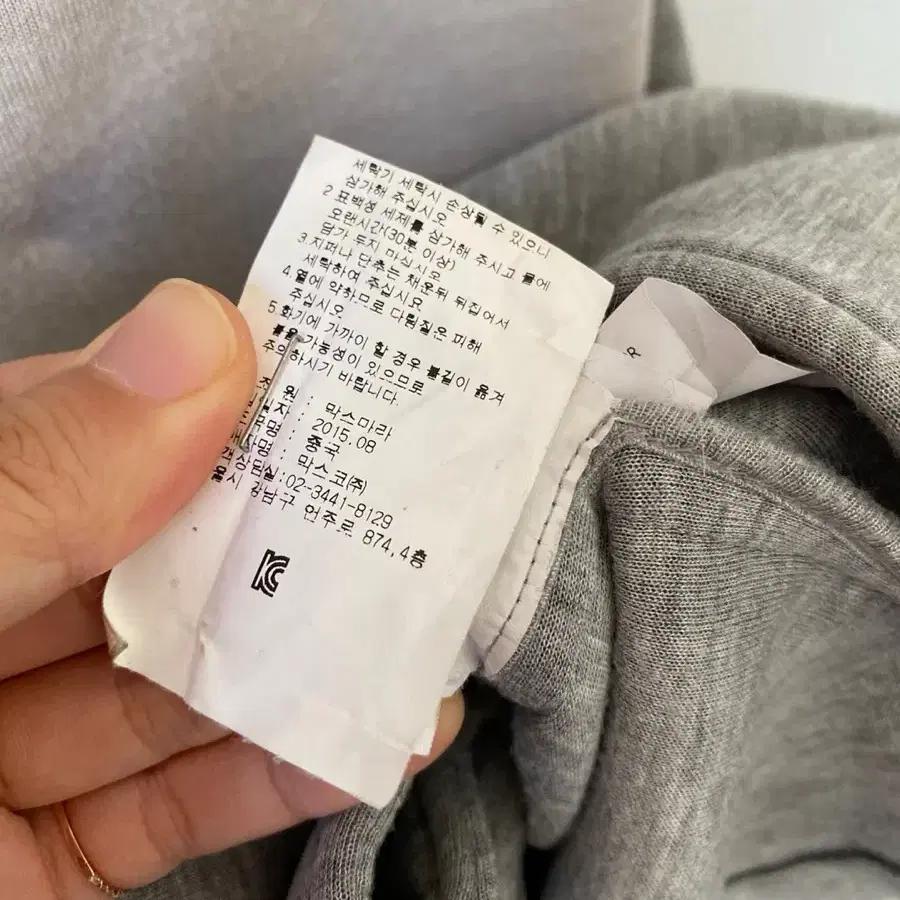 세탁기 세탁시 손상될 수 있으니
삼가해 주십시오
2 표백성 세제를 삼가해 주시고 물에
오랜시간(30분 이상)
담가 두지 마십시오
3.지퍼나 단추는 채운뒤 뒤집어서
세탁하여 주십시요
4.열에 약하므로 다림질은 피해
주십시오
5.화기에 가까이 할 경우 불길이 옮겨
가능성이 있으므로
주의하시기 바랍니다
원 : 막스마라
: 2015.08
: 중국
: 막스코(주)
:02-3441-8129
강남구 언주로 874,4층
KC
R